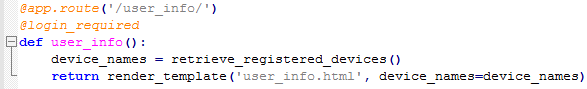 @app.route('/user_info/')
@login_required
def user_info():
    device_names = retrieve_registered_devices()
    return render_template('user_info.html', device_names=device_names)